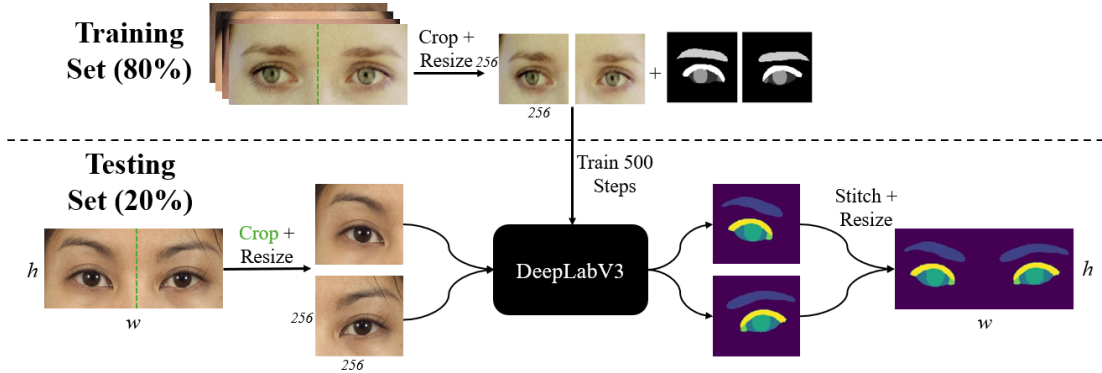 Training
Set (80%)
Crop +
Resize
256
256
+
Train 500
Steps
Testing
Set (20%)
h
w
Crop +
Resize
256
256
DeepLabV3
Stitch +
Resize
h
w